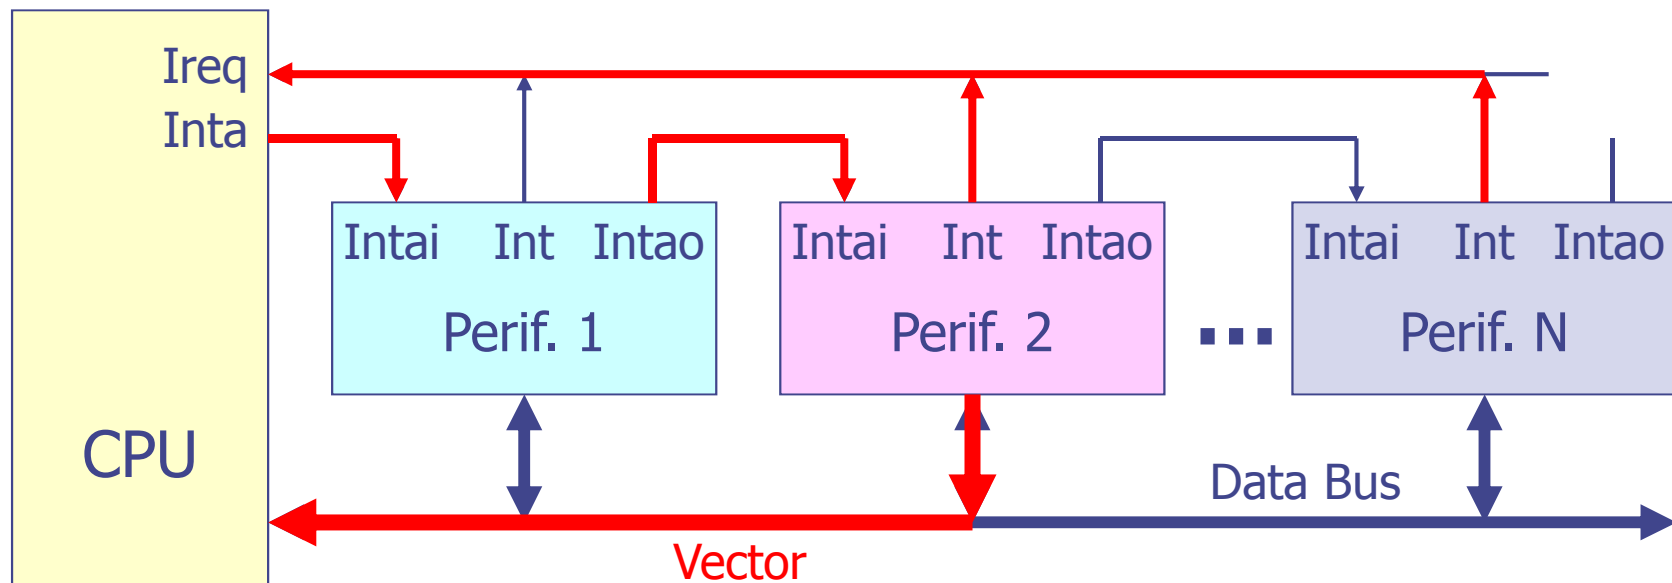 Ireq
Inta
Intai Int Intao
Intai Int Intao
Intai Int Intao
Perif. 1
Perif. 2
...
Perif. N
CPU
Data Bus
Vector